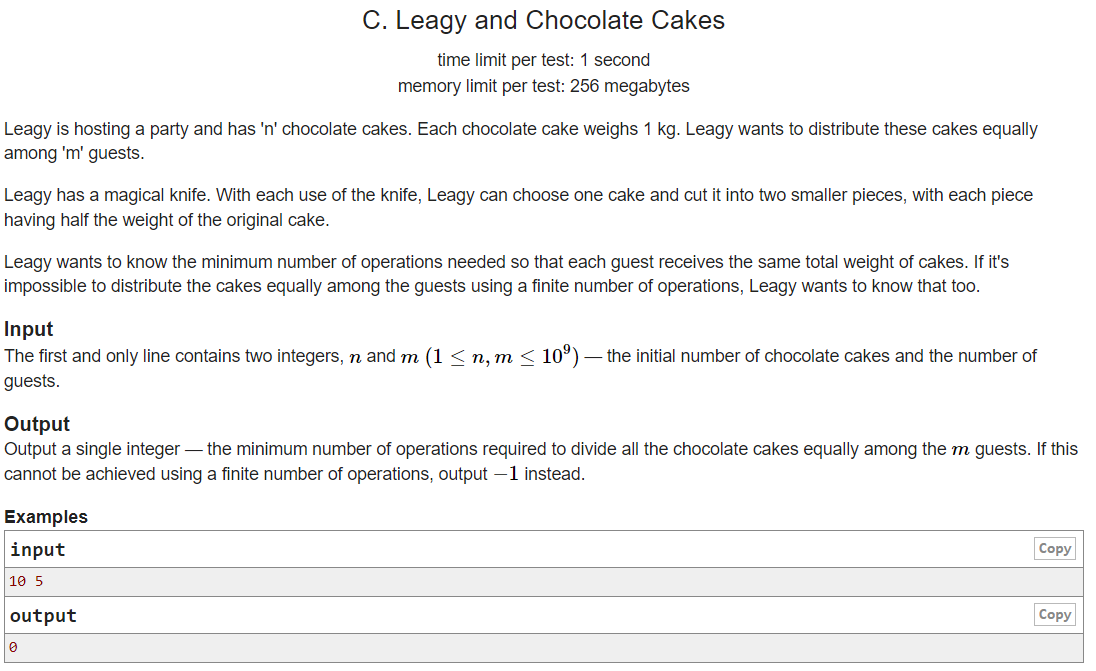 C. Leagy and Chocolate Cakes
time limit per test: 1 second
memory limit per test: 256 megabytes
Leagy is hosting a party and has 'n' chocolate cakes. Each chocolate cake weighs 1 kg. Leagy wants to distribute these cakes equally
among 'm' guests.
Leagy has a magical knife. With each use of the knife, Leagy can choose one cake and cut it into two smaller pieces, with each piece
having half the weight of the original cake.
Leagy wants to know the minimum number of operations needed so that each guest receives the same total weight of cakes. If it's
impossible to distribute the cakes equally among the guests using a finite number of operations, Leagy wants to know that too.
Input
The first and only line contains two integers, n and m (1 ≤ n, m ≤ 10⁹) — the initial number of chocolate cakes and the number of
guests.
Output
Output a single integer — the minimum number of operations required to divide all the chocolate cakes equally among the m guests. If this
cannot be achieved using a finite number of operations, output −1 instead.
Examples
input Copy
10 5
output Copy
0